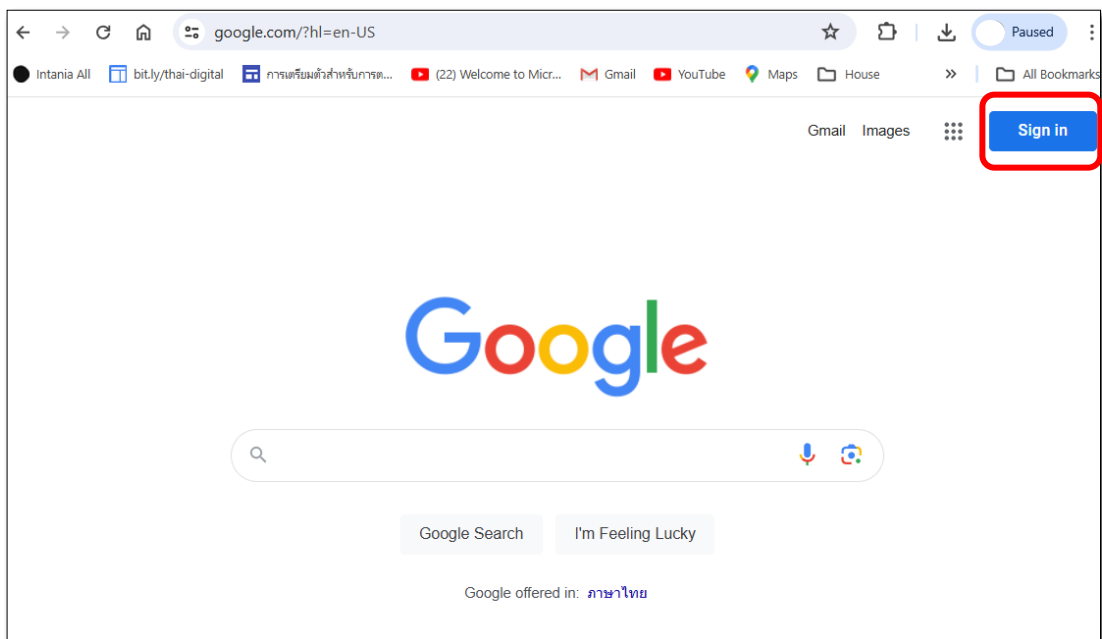 google.com/?hl=en-US Paused
Intania All bit.ly/thai-digital การเตรียมตัวสำหรับการต... (22) Welcome to Micr... Gmail YouTube Maps House » All Bookmarks
Gmail Images Sign in
Google
Google Search I'm Feeling Lucky
Google offered in: ภาษาไทย